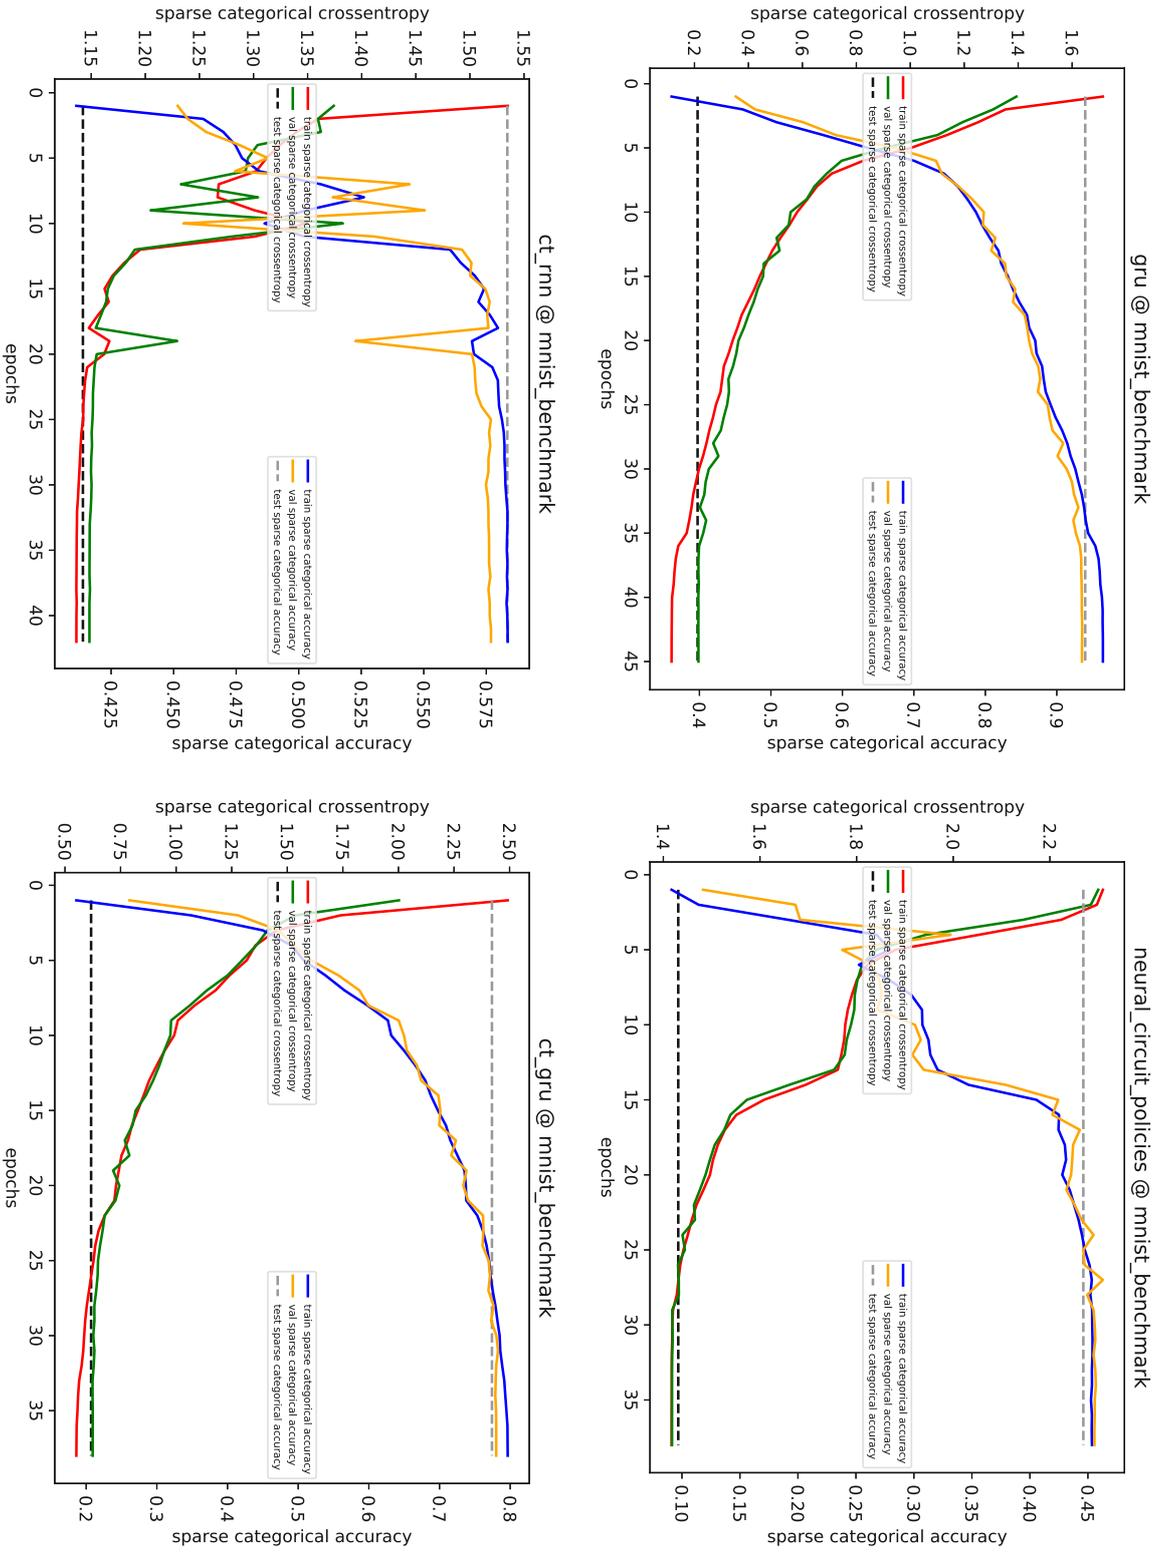 gru @ mnist_benchmark
sparse categorical crossentropy
1.6
1.4
1.2
1.0
0.8
0.6
0.4
0.2
train sparse categorical crossentropy
val sparse categorical crossentropy
test sparse categorical crossentropy
train sparse categorical accuracy
val sparse categorical accuracy
test sparse categorical accuracy
0.9
0.8
0.7
0.6
0.5
0.4
sparse categorical accuracy
0 5 10 15 20 25 30 35 40 45
epochs
neural_circuit_policies @ mnist_benchmark
sparse categorical crossentropy
2.2
2.0
1.8
1.6
1.4
train sparse categorical crossentropy
val sparse categorical crossentropy
test sparse categorical crossentropy
train sparse categorical accuracy
val sparse categorical accuracy
test sparse categorical accuracy
0.45
0.40
0.35
0.30
0.25
0.20
0.15
0.10
sparse categorical accuracy
0 5 10 15 20 25 30 35
epochs
ct_rnn @ mnist_benchmark
sparse categorical crossentropy
1.55
1.50
1.45
1.40
1.35
1.30
1.25
1.20
1.15
train sparse categorical crossentropy
val sparse categorical crossentropy
test sparse categorical crossentropy
train sparse categorical accuracy
val sparse categorical accuracy
test sparse categorical accuracy
0.575
0.550
0.525
0.500
0.475
0.450
0.425
sparse categorical accuracy
0 5 10 15 20 25 30 35 40
epochs
ct_gru @ mnist_benchmark
sparse categorical crossentropy
2.50
2.25
2.00
1.75
1.50
1.25
1.00
0.75
0.50
train sparse categorical crossentropy
val sparse categorical crossentropy
test sparse categorical crossentropy
train sparse categorical accuracy
val sparse categorical accuracy
test sparse categorical accuracy
0.8
0.7
0.6
0.5
0.4
0.3
0.2
sparse categorical accuracy
0 5 10 15 20 25 30 35
epochs